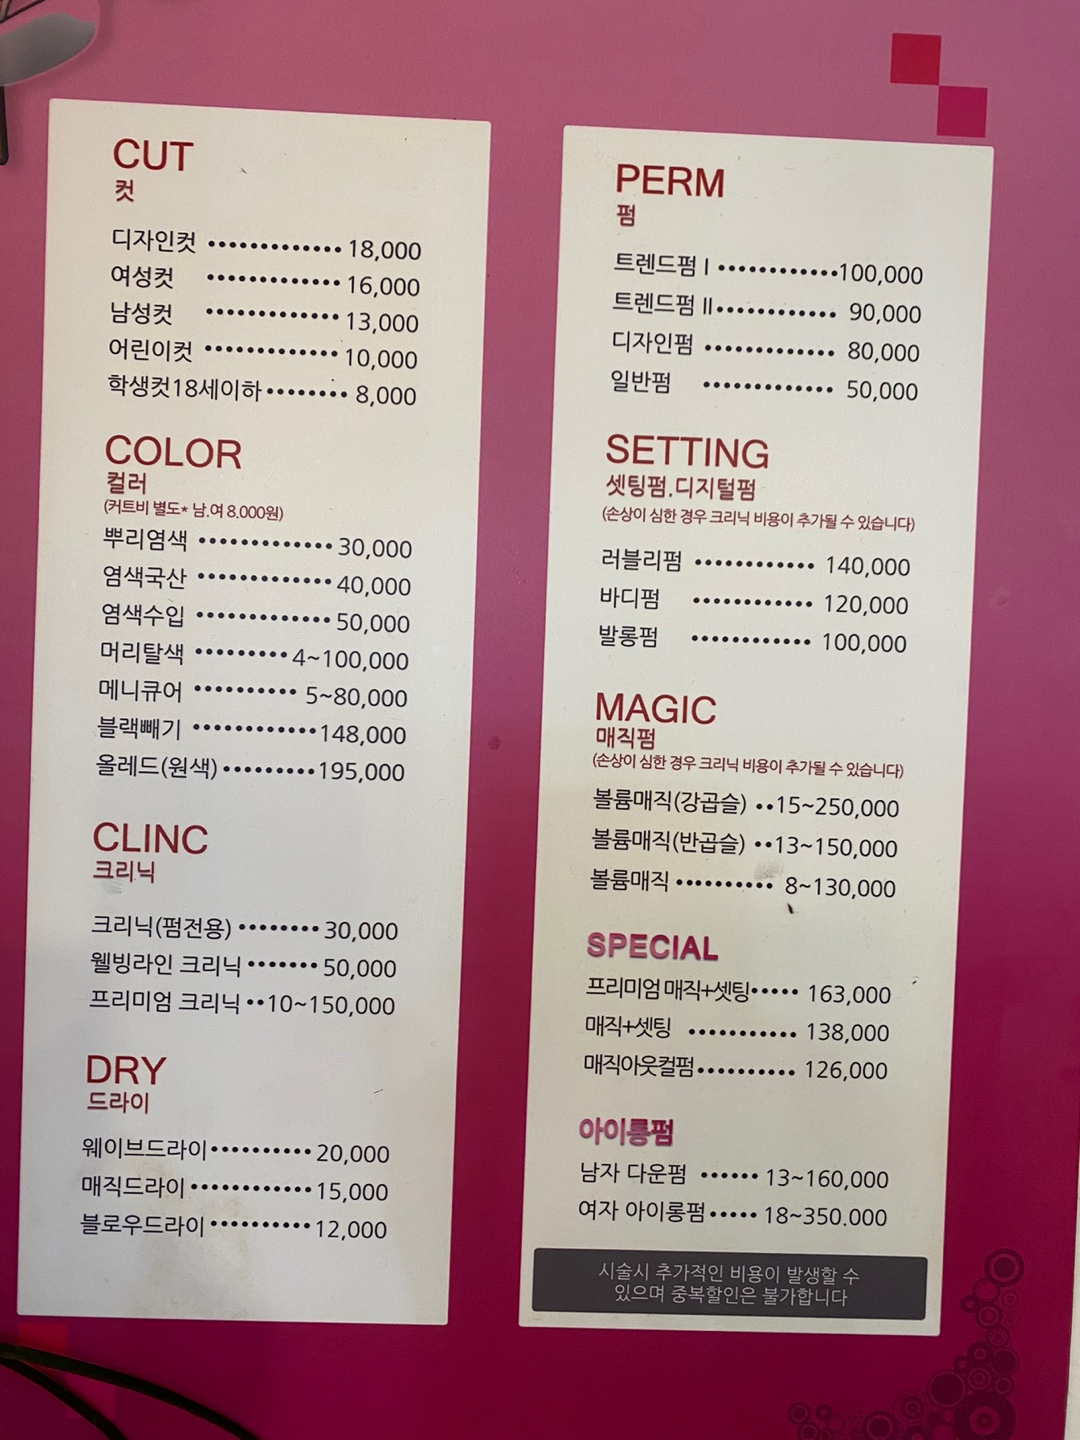 CUT
컷
디자인컷 ············· 18,000
여성컷 ············· 16,000
남성컷 ············· 13,000
어린이컷 ············· 10,000
학생컷18세이하········ 8,000
COLOR
컬러
(커트비 별도* 남.여 8.000원)
뿌리염색 ············· 30,000
염색국산 ············· 40,000
염색수입 ············· 50,000
머리탈색 ········· 4~100,000
메니큐어 ·········· 5~80,000
블랙빼기 ············148,000
올레드(원색) ·········195,000
CLINC
크리닉
크리닉(펌전용) ········ 30,000
웰빙라인 크리닉 ······· 50,000
프리미엄 크리닉 ··10~150,000
DRY
드라이
웨이브드라이·········· 20,000
매직드라이 ············ 15,000
블로우드라이 ·········· 12,000
PERM
펌
트렌드펌 I ············100,000
트렌드펌 II············ 90,000
디자인펌 ············· 80,000
일반펌 ············· 50,000
SETTING
셋팅펌.디지털펌
(손상이 심한 경우 크리닉 비용이 추가될 수 있습니다)
러블리펌 ············ 140,000
바디펌 ············ 120,000
발롱펌 ············ 100,000
MAGIC
매직펌
(손상이 심한 경우 크리닉 비용이 추가될 수 있습니다)
볼륨매직(강곱슬) ··15~250,000
볼륨매직(반곱슬) ··13~150,000
볼륨매직 ·········· 8~130,000
SPECIAL
프리미엄 매직+셋팅····· 163,000
매직+셋팅 ··········· 138,000
매직아웃컬펌·········· 126,000
아이롱펌
남자 다운펌 ······ 13~160,000
여자 아이롱펌····· 18~350.000
시술시 추가적인 비용이 발생할 수
있으며 중복할인은 불가합니다